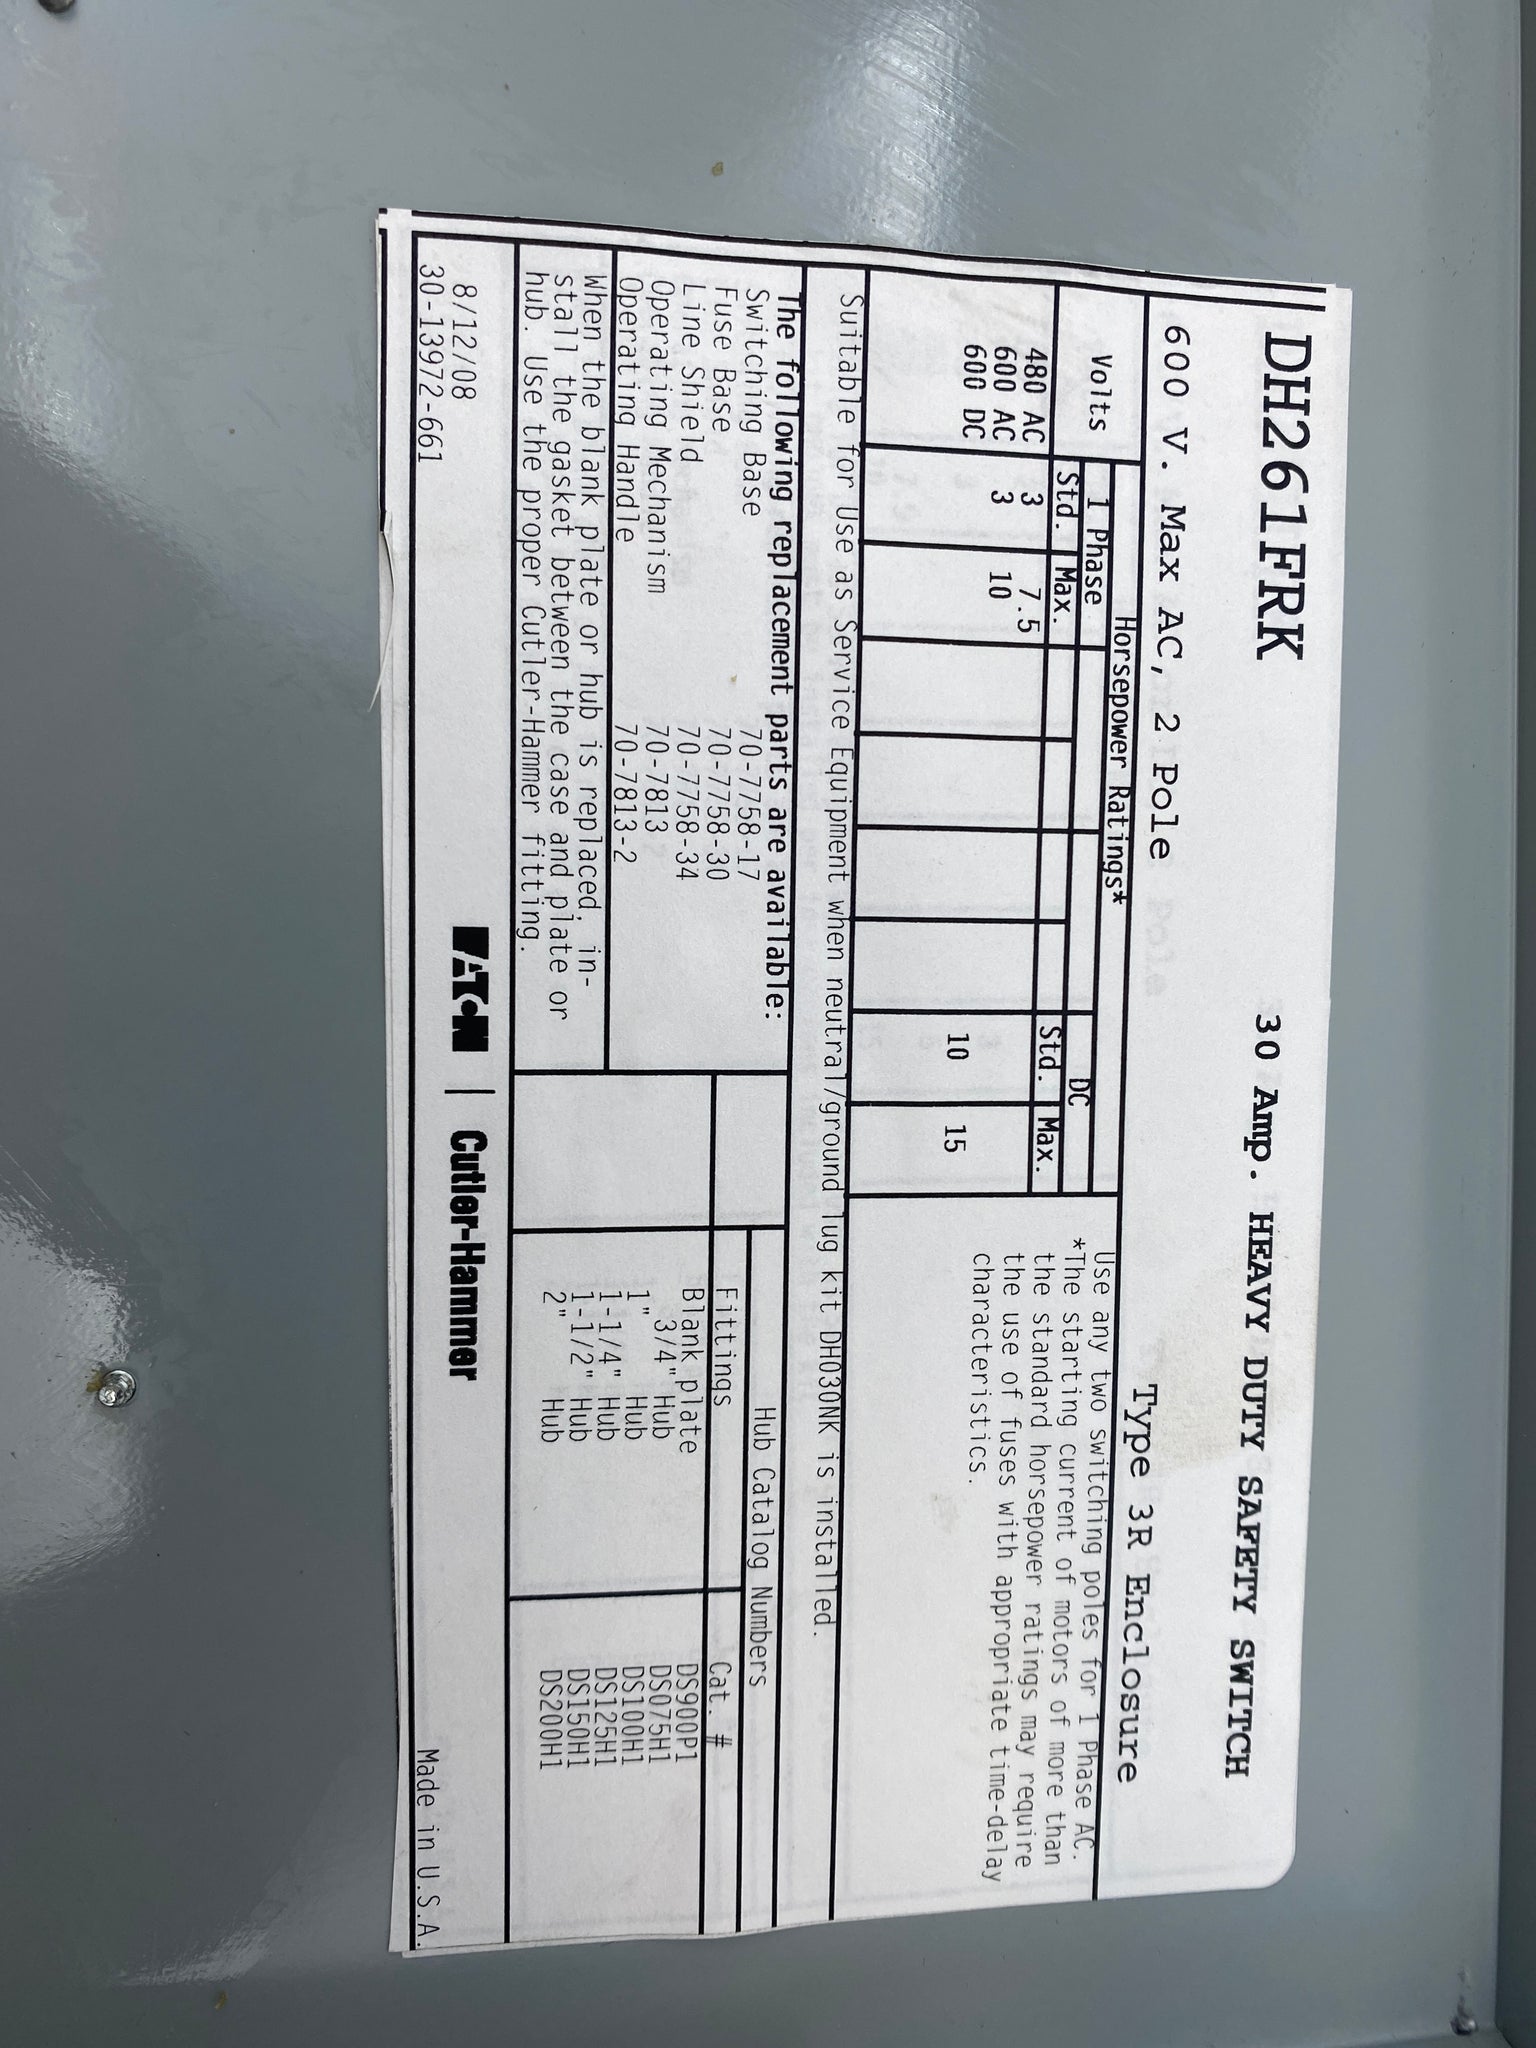 DH261FRK
30 Amp. HEAVY DUTY SAFETY SWITCH
600 V. Max AC, 2 Pole
Type 3R Enclosure
Horsepower Ratings*
Volts
1 Phase
DC
Std. Max.
Std. Max.
480 AC 3 7.5
600 AC 3 10
600 DC 10 15
Use any two switching poles for 1 Phase AC.
*The starting current of motors of more than
the standard horsepower ratings may require
the use of fuses with appropriate time-delay
characteristics.
Suitable for Use as Service Equipment when neutral/ground lug kit DH030NK is installed.
The following replacement parts are available:
Switching Base 70-7758-17
Fuse Base 70-7758-30
Line Shield 70-7758-34
Operating Mechanism 70-7813
Operating Handle 70-7813-2
When the blank plate or hub is replaced, in-
stall the gasket between the case and plate or
hub. Use the proper Cutler-Hammer fitting.
Hub Catalog Numbers
Fittings Cat. #
Blank plate DS900P1
3/4" Hub DS075H1
1" Hub DS100H1
1-1/4" Hub DS125H1
1-1/2" Hub DS150H1
2" Hub DS200H1
8/12/08
30-13972-661
EATON | Cutler-Hammer
Made in U.S.A.